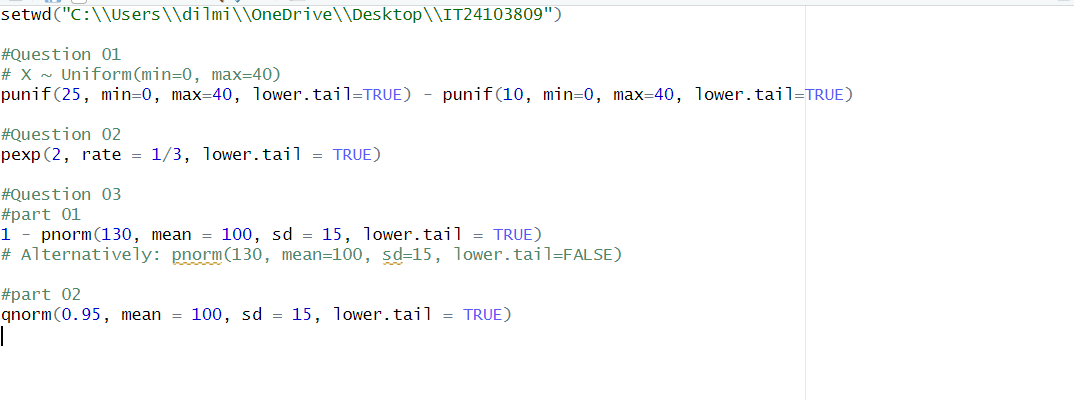 setwd("C:\\Users\\dilmi\\OneDrive\\Desktop\\IT24103809")
#Question 01
# X ~ Uniform(min=0, max=40)
punif(25, min=0, max=40, lower.tail=TRUE) - punif(10, min=0, max=40, lower.tail=TRUE)
#Question 02
pexp(2, rate = 1/3, lower.tail = TRUE)
#Question 03
#part 01
1 - pnorm(130, mean = 100, sd = 15, lower.tail = TRUE)
# Alternatively: pnorm(130, mean=100, sd=15, lower.tail=FALSE)
#part 02
qnorm(0.95, mean = 100, sd = 15, lower.tail = TRUE)